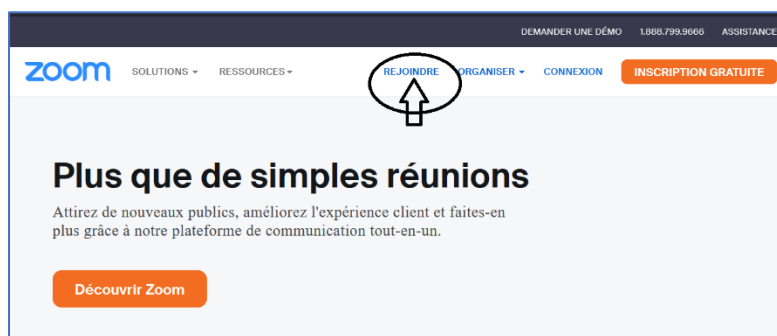 DEMANDER UNE DÉMO 1.888.799.9666 ASSISTANCE
zoom SOLUTIONS RESSOURCES REJOINDRE ORGANISER CONNEXION INSCRIPTION GRATUITE
Plus que de simples réunions
Attirez de nouveaux publics, améliorez l'expérience client et faites-en
plus grâce à notre plateforme de communication tout-en-un.
Découvrir Zoom